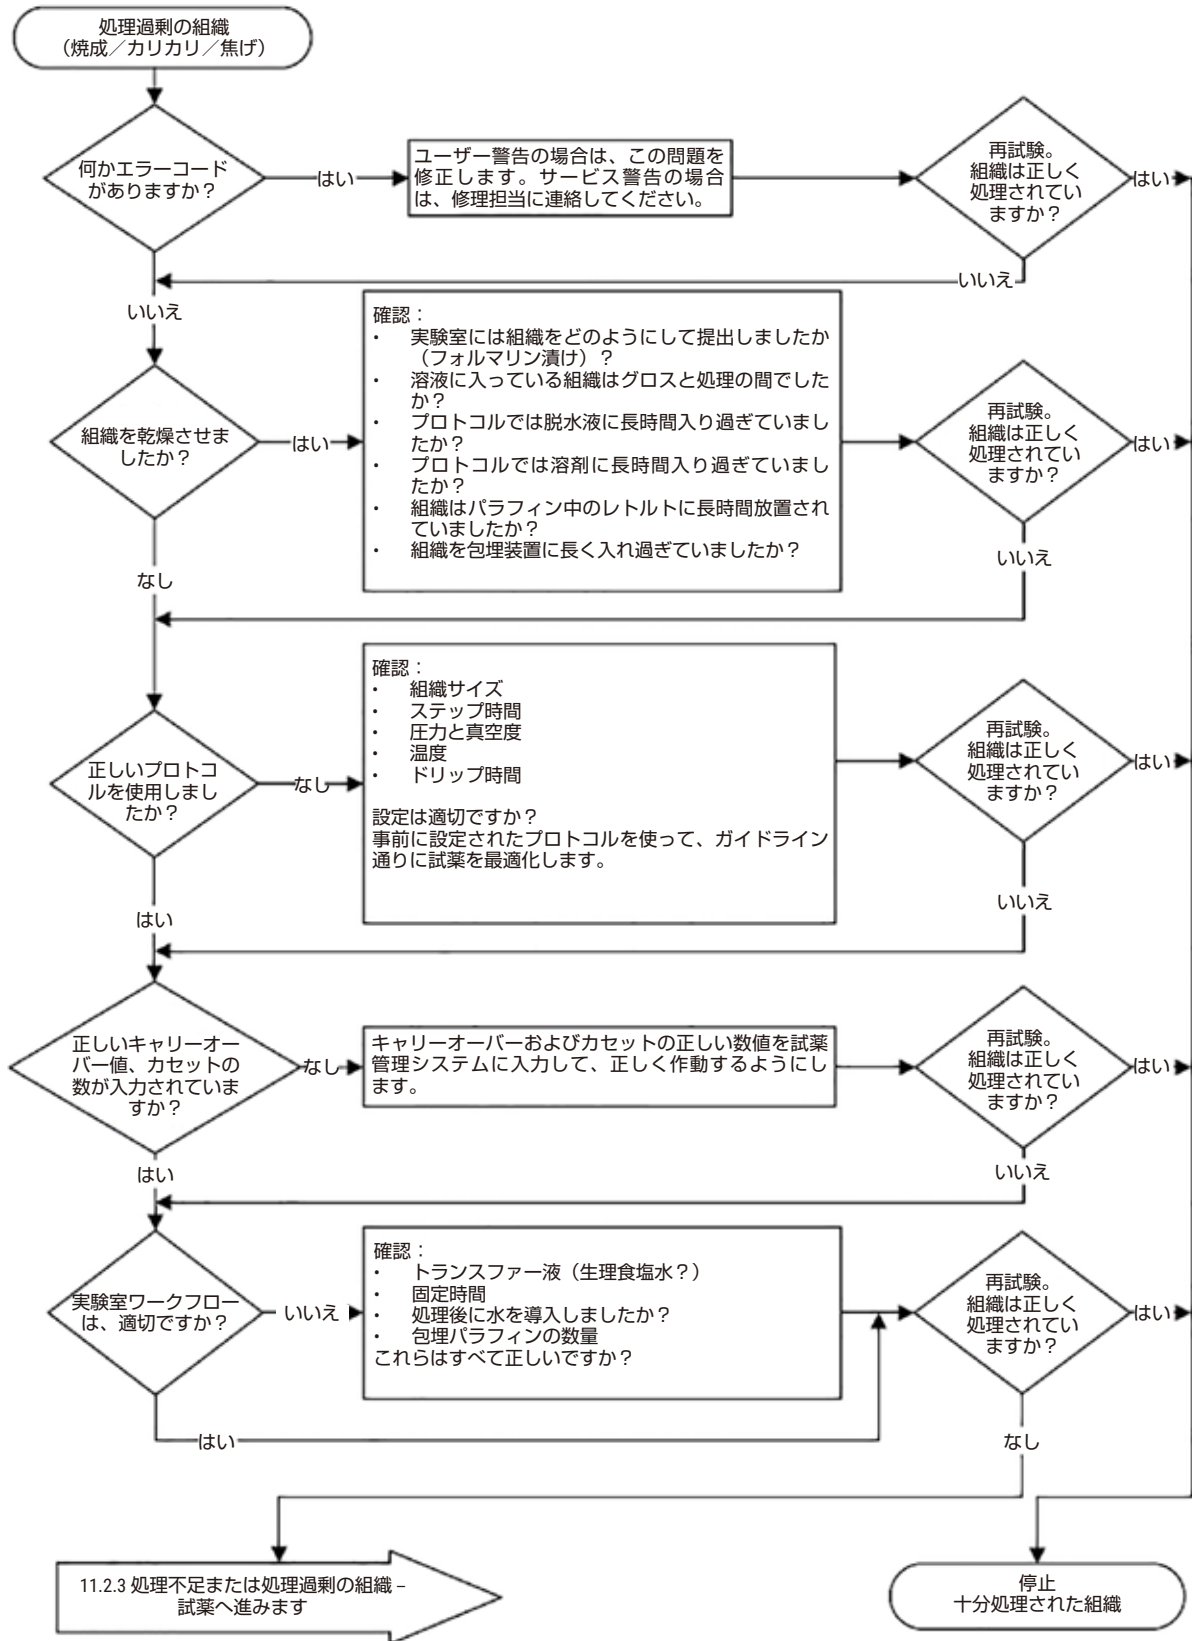 処理過剰の組織
（焼成／カリカリ／焦げ）
何かエラーコード
がありますか？
はい
ユーザー警告の場合は、この問題を
修正します。サービス警告の場合
は、修理担当に連絡してください。
再試験。
組織は正しく
処理されてい
ますか？
はい
いいえ
いいえ
組織を乾燥させま
したか？
はい
確認：
・ 実験室には組織をどのようにして提出しましたか
（フォルマリン漬け）？
・ 溶液に入っている組織はグロスと処理の間でした
か？
・ プロトコルでは脱水液に長時間入り過ぎていまし
たか？
・ プロトコルでは溶剤に長時間入り過ぎていまし
たか？
・ 組織はパラフィン中のレトルトに長時間放置され
ていましたか？
・ 組織を包埋装置に長く入れ過ぎていましたか？
再試験。
組織は正しく
処理されてい
ますか？
はい
いいえ
なし
正しいプロトコ
ルを使用しまし
たか？
なし
確認：
・ 組織サイズ
・ ステップ時間
・ 圧力と真空度
・ 温度
・ ドリップ時間
設定は適切ですか？
事前に設定されたプロトコルを使って、ガイドライン
通りに試薬を最適化します。
再試験。
組織は正しく
処理されてい
ますか？
はい
いいえ
はい
正しいキャリーオー
バー値、カセットの
数が入力されていま
すか？
なし
キャリーオーバーおよびカセットの正しい数値を試薬
管理システムに入力して、正しく作動するようにし
ます。
再試験。
組織は正しく
処理されてい
ますか？
はい
いいえ
はい
実験室ワークフロー
は、適切ですか？
いいえ
確認：
・ トランスファー液（生理食塩水？）
・ 固定時間
・ 処理後に水を導入しましたか？
・ 包埋パラフィンの数量
これらはすべて正しいですか？
再試験。
組織は正しく
処理されてい
ますか？
はい
はい
なし
11.2.3 処理不足または処理過剰の組織 –
試薬へ進みます
停止
十分処理された組織